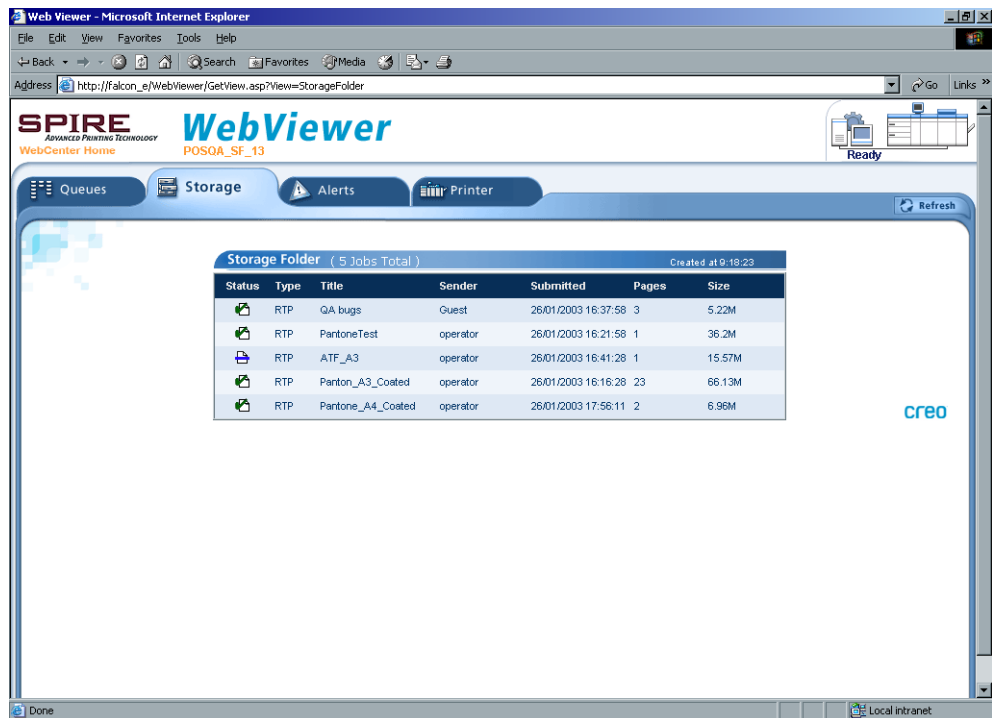 Web Viewer - Microsoft Internet Explorer
File Edit View Favorites Tools Help
Back Search Favorites Media
Address http://falcon_e/WebViewer/GetView.asp?View=StorageFolder Go Links »
SPIRE WebViewer
ADVANCED PRINTING TECHNOLOGY
WebCenter Home POSQA_SF_13 Ready
Queues Storage Alerts Printer
Refresh
Storage Folder ( 5 Jobs Total ) Created at 9:18:23
Status Type Title Sender Submitted Pages Size
RTP QA bugs Guest 26/01/2003 16:37:58 3 5.22M
RTP PantoneTest operator 26/01/2003 16:21:58 1 36.2M
RTP ATF_A3 operator 26/01/2003 16:41:28 1 15.57M
RTP Panton_A3_Coated operator 26/01/2003 16:16:28 23 66.13M
RTP Pantone_A4_Coated operator 26/01/2003 17:56:11 2 6.96M
creo
Done Local intranet